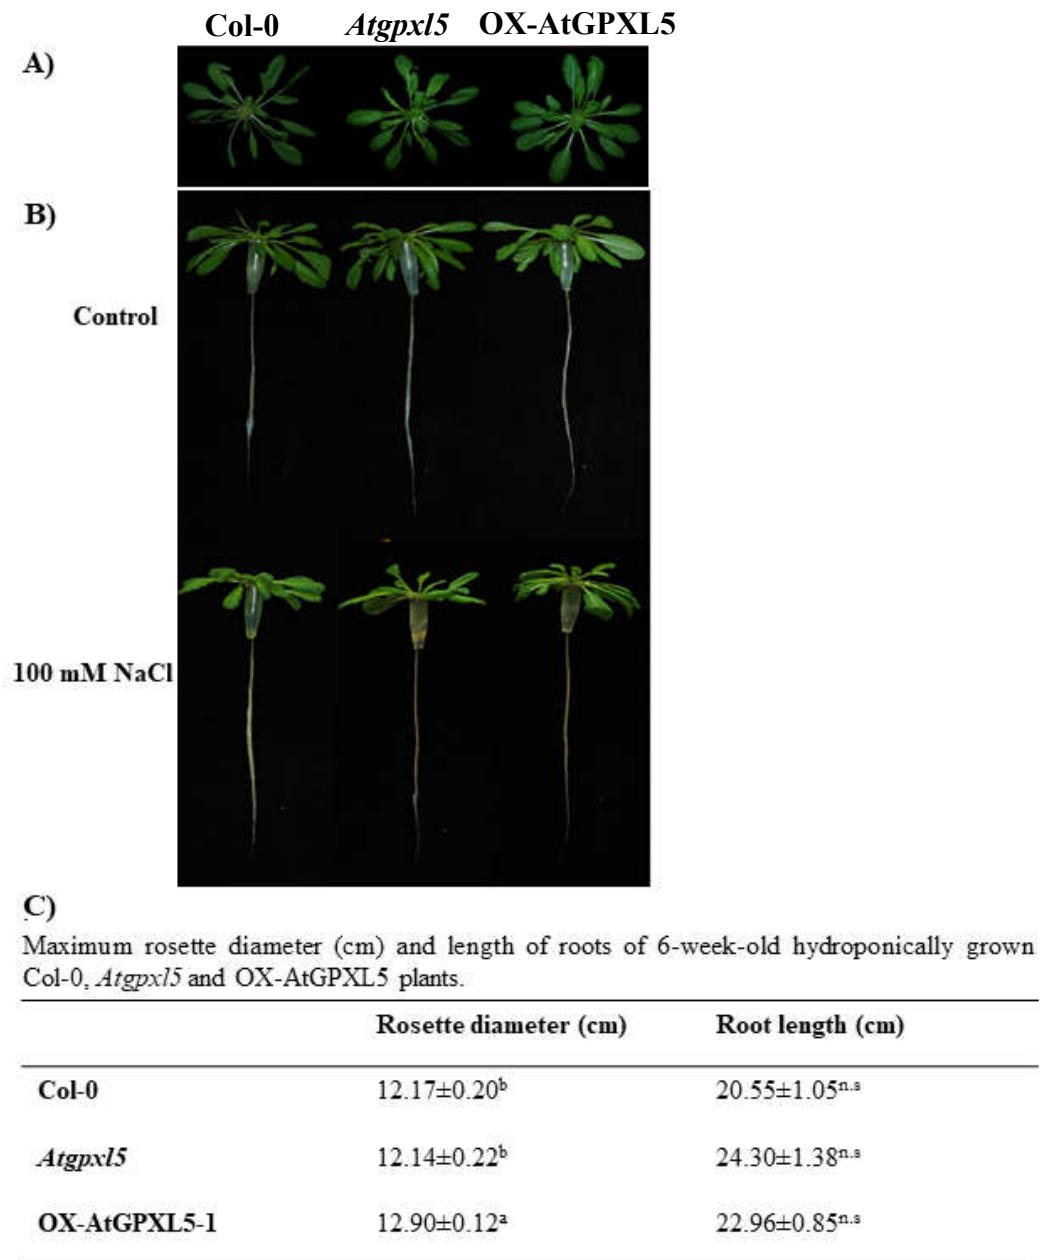 Col-0 Atgpxl5 OX-AtGPXL5
A)
B)
Control
100 mM NaCl
C)
Maximum rosette diameter (cm) and length of roots of 6-week-old hydroponically grown
Col-0, Atgpxl5 and OX-AtGPXL5 plants.
Rosette diameter (cm) Root length (cm)
Col-0 12.17±0.20ᵇ 20.55±1.05ⁿ·ˢ
Atgpxl5 12.14±0.22ᵇ 24.30±1.38ⁿ·ˢ
OX-AtGPXL5-1 12.90±0.12ᵃ 22.96±0.85ⁿ·ˢ